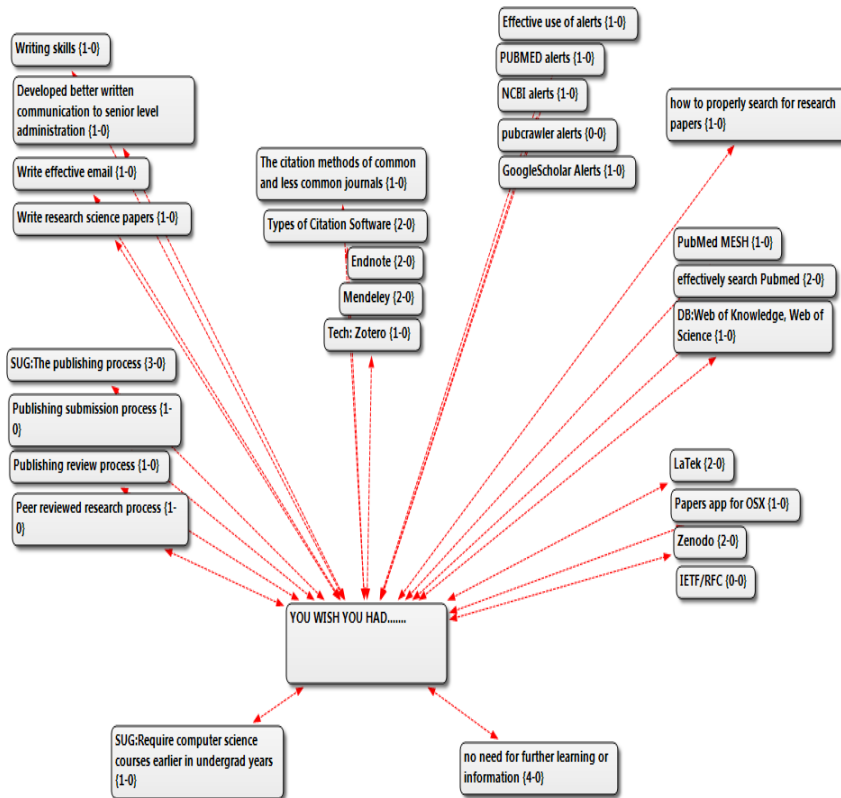 Writing skills {1-0}
Developed better written
communication to senior level
administration {1-0}
Write effective email {1-0}
Write research science papers {1-0}
The citation methods of common
and less common journals {1-0}
Types of Citation Software {2-0}
Endnote {2-0}
Mendeley {2-0}
Tech: Zotero {1-0}
Effective use of alerts {1-0}
PUBMED alerts {1-0}
NCBI alerts {1-0}
pubcrawler alerts {0-0}
GoogleScholar Alerts {1-0}
how to properly search for research
papers {1-0}
PubMed MESH {1-0}
effectively search Pubmed {2-0}
DB:Web of Knowledge, Web of
Science {1-0}
SUG:The publishing process {3-0}
Publishing submission process {1-
0}
Publishing review process {1-0}
Peer reviewed research process {1-
0}
LaTek {2-0}
Papers app for OSX {1-0}
Zenodo {2-0}
IETF/RFC {0-0}
YOU WISH YOU HAD.......
SUG:Require computer science
courses earlier in undergrad years
{1-0}
no need for further learning or
information {4-0}